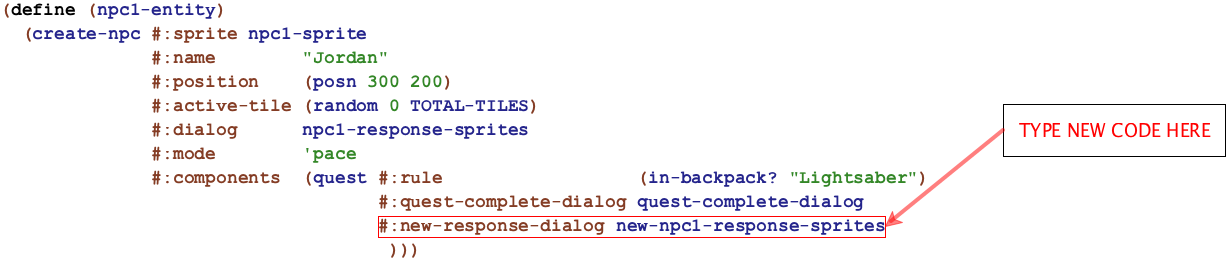 (define (npc1-entity)
(create-npc #:sprite npc1-sprite
#:name "Jordan"
#:position (posn 300 200)
#:active-tile (random 0 TOTAL-TILES)
#:dialog npc1-response-sprites
#:mode 'pace
#:components (quest #:rule (in-backpack? "Lightsaber")
#:quest-complete-dialog quest-complete-dialog
#:new-response-dialog new-npc1-response-sprites
)))
TYPE NEW CODE HERE